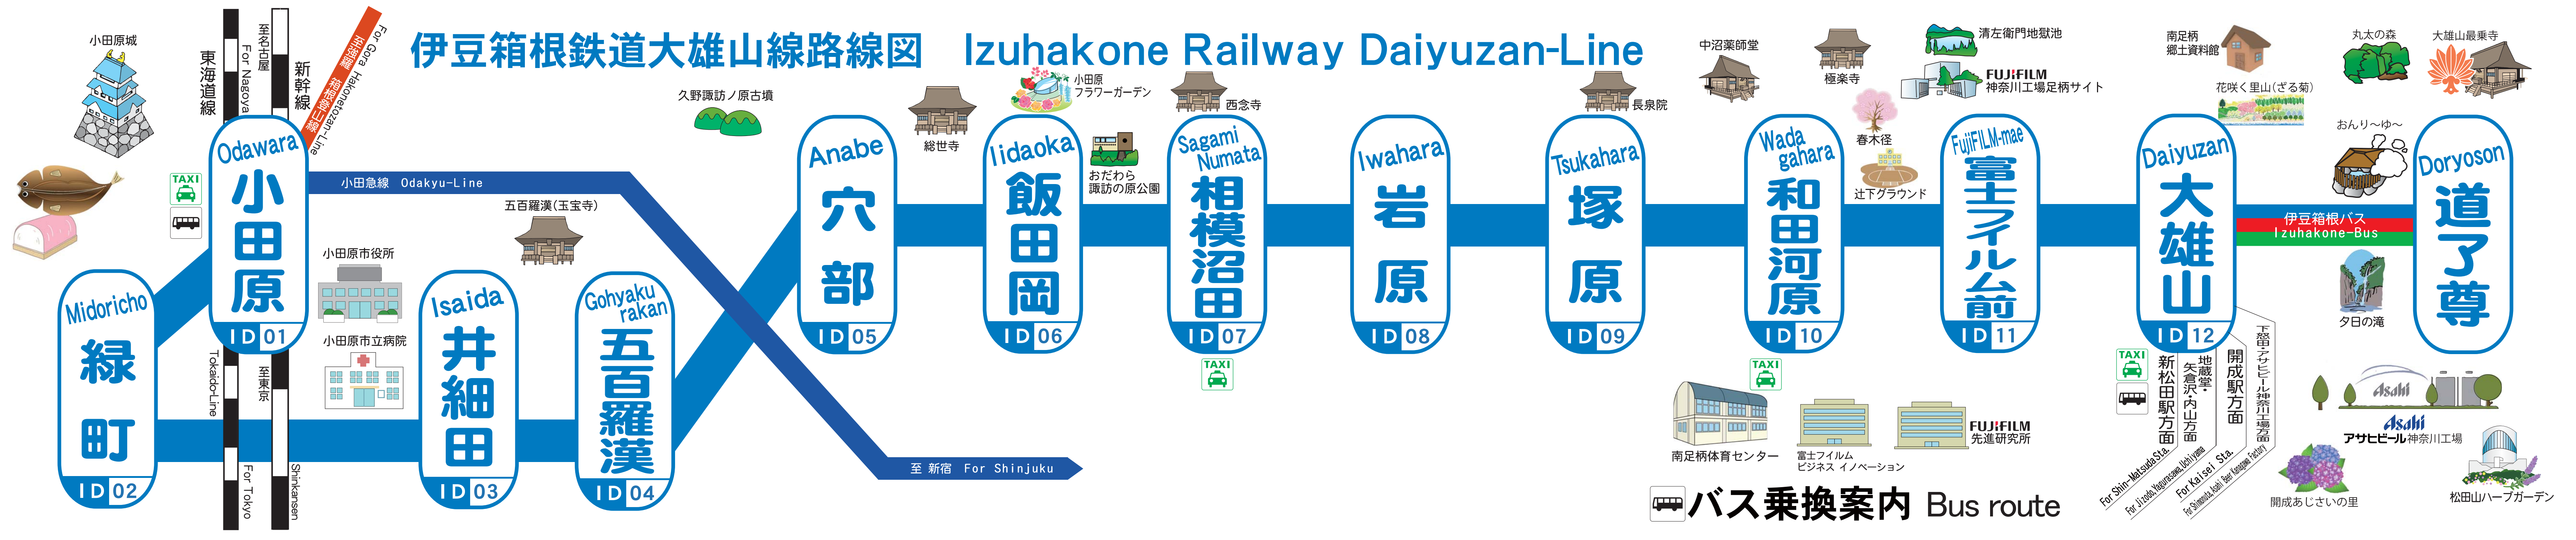 伊豆箱根鉄道大雄山線路線図 Izuhakone Railway Daiyuzan-Line
小田原城
東海道線
至名古屋
For Nagoya
新幹線
至強羅 箱根登山線
For Gora Hakonetozan-Line
TAXI
Midoricho
緑町
ID 02
Odawara
小田原
ID 01
Tokaido-Line
至東京
For Tokyo
Shinkansen
小田急線 Odakyu-Line
至 新宿 For Shinjuku
小田原市役所
小田原市立病院
Isaida
井細田
ID 03
五百羅漢(玉宝寺)
Gohyaku
rakan
五百羅漢
ID 04
久野諏訪ノ原古墳
Anabe
穴部
ID 05
総世寺
Iidaoka
飯田岡
ID 06
小田原
フラワーガーデン
おだわら
諏訪の原公園
西念寺
Sagami
Numata
相模沼田
ID 07
TAXI
Iwahara
岩原
ID 08
長泉院
Tsukahara
塚原
ID 09
中沼薬師堂
極楽寺
Wada
gahara
和田河原
ID 10
TAXI
春木径
辻下グラウンド
清左衛門地獄池
FUJIFILM
神奈川工場足柄サイト
南足柄体育センター
富士フイルム
ビジネス イノベーション
FUJIFILM
先進研究所
FujiFILM-mae
富士フイルム前
ID 11
南足柄
郷土資料館
花咲く里山(ざる菊)
Daiyuzan
大雄山
ID 12
TAXI
新松田駅方面
For Shin-Matsuda Sta.
地蔵堂・
矢倉沢・内山方面
For Jizodo,Yagurasawa,Uchiyama
開成駅方面
For Kaisei Sta.
下怒田・アサヒビール神奈川工場方面
For Shimonuta, Asahi Beer Kanagawa Factory
丸太の森
大雄山最乗寺
おんり～ゆ～
伊豆箱根バス
Izuhakone-Bus
Doryoson
道了尊
夕日の滝
Asahi
Asahi
アサヒビール神奈川工場
開成あじさいの里
松田山ハーブガーデン
バス乗換案内 Bus route